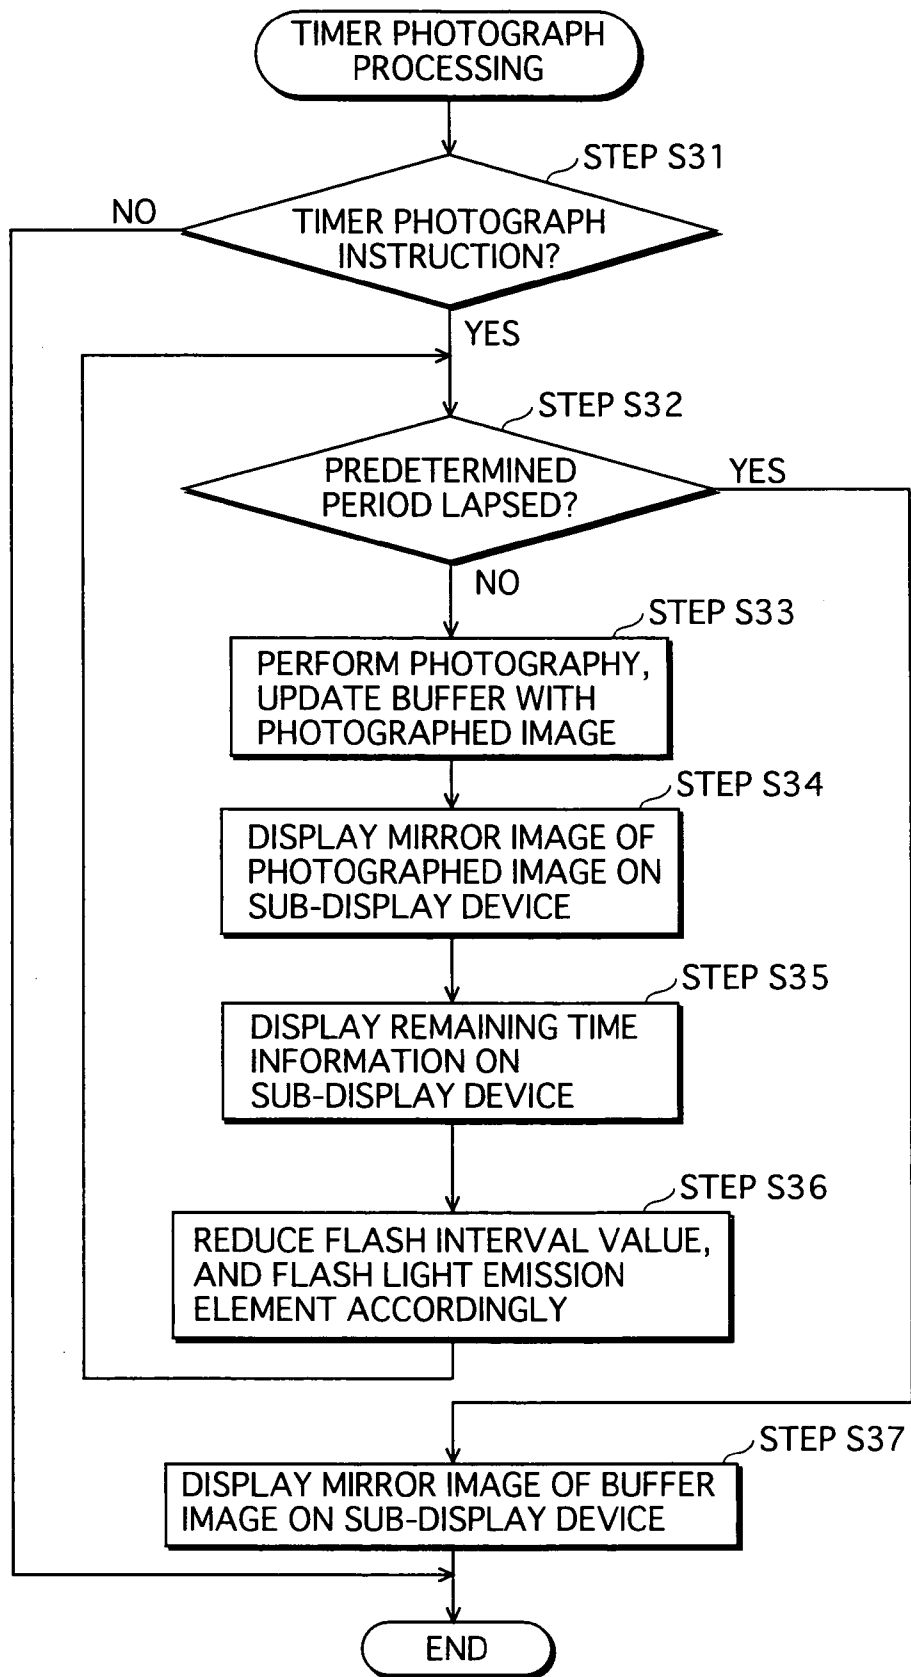 TIMER PHOTOGRAPH
PROCESSING
STEP S31
NO
TIMER PHOTOGRAPH
INSTRUCTION?
YES
STEP S32
PREDETERMINED
PERIOD LAPSED?
YES
NO
STEP S33
PERFORM PHOTOGRAPHY,
UPDATE BUFFER WITH
PHOTOGRAPHED IMAGE
STEP S34
DISPLAY MIRROR IMAGE OF
PHOTOGRAPHED IMAGE ON
SUB-DISPLAY DEVICE
STEP S35
DISPLAY REMAINING TIME
INFORMATION ON
SUB-DISPLAY DEVICE
STEP S36
REDUCE FLASH INTERVAL VALUE,
AND FLASH LIGHT EMISSION
ELEMENT ACCORDINGLY
STEP S37
DISPLAY MIRROR IMAGE OF BUFFER
IMAGE ON SUB-DISPLAY DEVICE
END